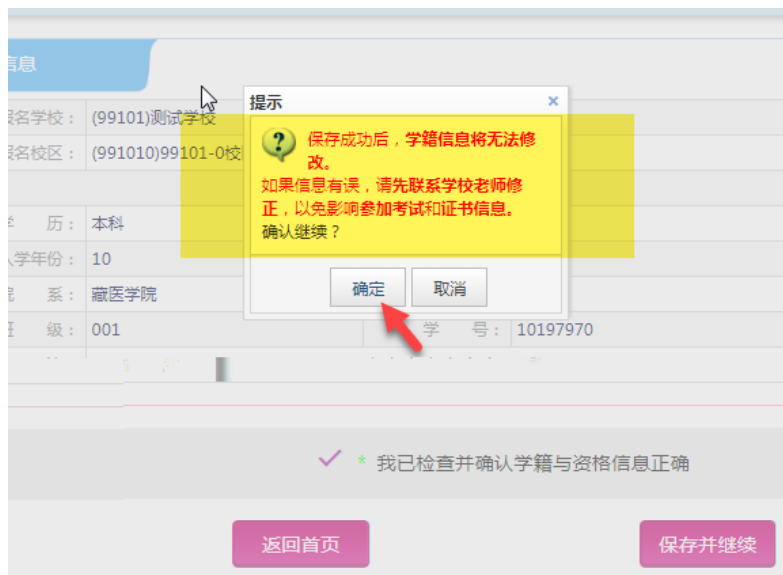 信息
提示
×
报名学校： (99101)测试学校
报名校区： (991010)99101-0校
保存成功后，学籍信息将无法修
改。
如果信息有误，请先联系学校老师修
正，以免影响参加考试和证书信息。
确认继续？
学 历： 本科
入学年份： 10
院 系： 藏医学院
确定 取消
班 级： 001 学 号： 10197970
* 我已检查并确认学籍与资格信息正确
返回首页 保存并继续